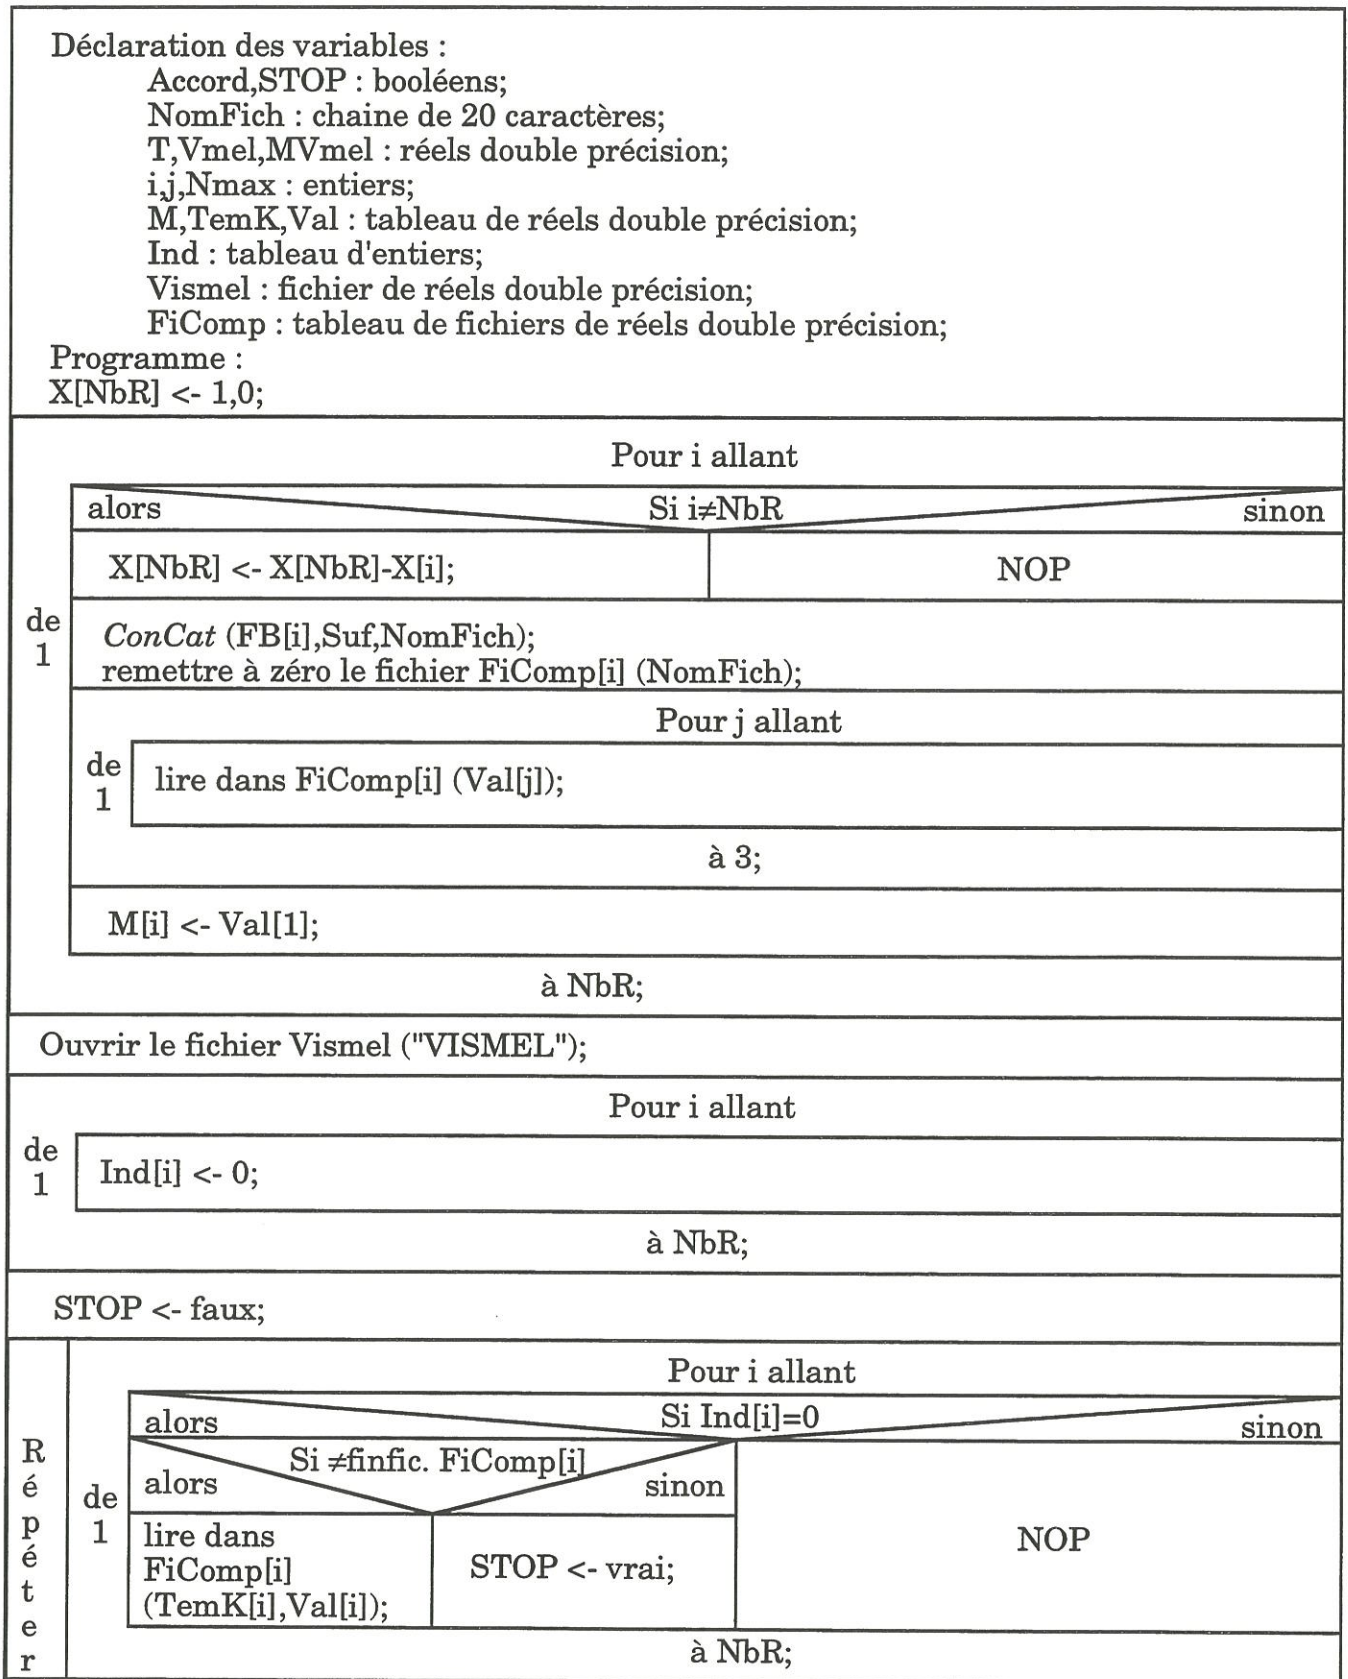 Déclaration des variables :
Accord,STOP : booléens;
NomFich : chaine de 20 caractères;
T,Vmel,MVmel : réels double précision;
i,j,Nmax : entiers;
M,TemK,Val : tableau de réels double précision;
Ind : tableau d'entiers;
Vismel : fichier de réels double précision;
FiComp : tableau de fichiers de réels double précision;
Programme :
X[NbR] <- 1,0;
Pour i allant
alors Si i≠NbR sinon
X[NbR] <- X[NbR]-X[i]; NOP
de
1
ConCat (FB[i],Suf,NomFich);
remettre à zéro le fichier FiComp[i] (NomFich);
Pour j allant
de
1
lire dans FiComp[i] (Val[j]);
à 3;
M[i] <- Val[1];
à NbR;
Ouvrir le fichier Vismel ("VISMEL");
Pour i allant
de
1
Ind[i] <- 0;
à NbR;
STOP <- faux;
Répéter
Pour i allant
alors Si Ind[i]=0 sinon
Si ≠finfic. FiComp[i]
alors sinon
de
1
lire dans
FiComp[i]
(TemK[i],Val[i]);
STOP <- vrai;
NOP
à NbR;